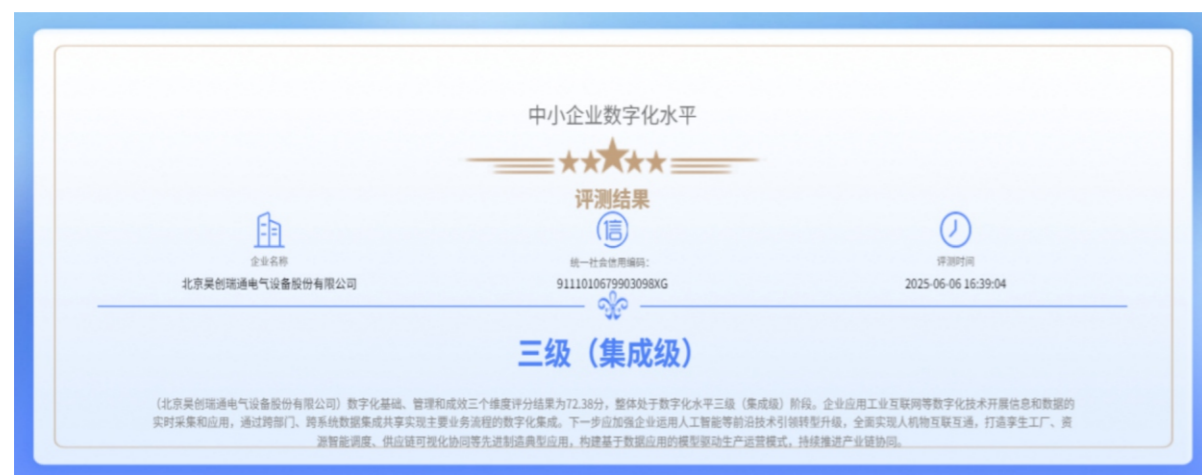 中小企业数字化水平
评测结果
企业名称
统一社会信用编码:
评测时间
北京昊创瑞通电气设备股份有限公司
9111010679903098XG
2025-06-06 16:39:04
三级（集成级）
（北京昊创瑞通电气设备股份有限公司）数字化基础、管理和成效三个维度评分结果为72.38分，整体处于数字化水平三级（集成级）阶段。企业应用工业互联网等数字化技术开展信息和数据的
实时采集和应用，通过跨部门、跨系统数据集成共享实现主要业务流程的数字化集成。下一步应加强企业运用人工智能等前沿技术引领转型升级，全面实现人机物互联互通，打造孪生工厂、资
源智能调度、供应链可视化协同等先进制造典型应用，构建基于数据应用的模型驱动生产运营模式，持续推进产业链协同。